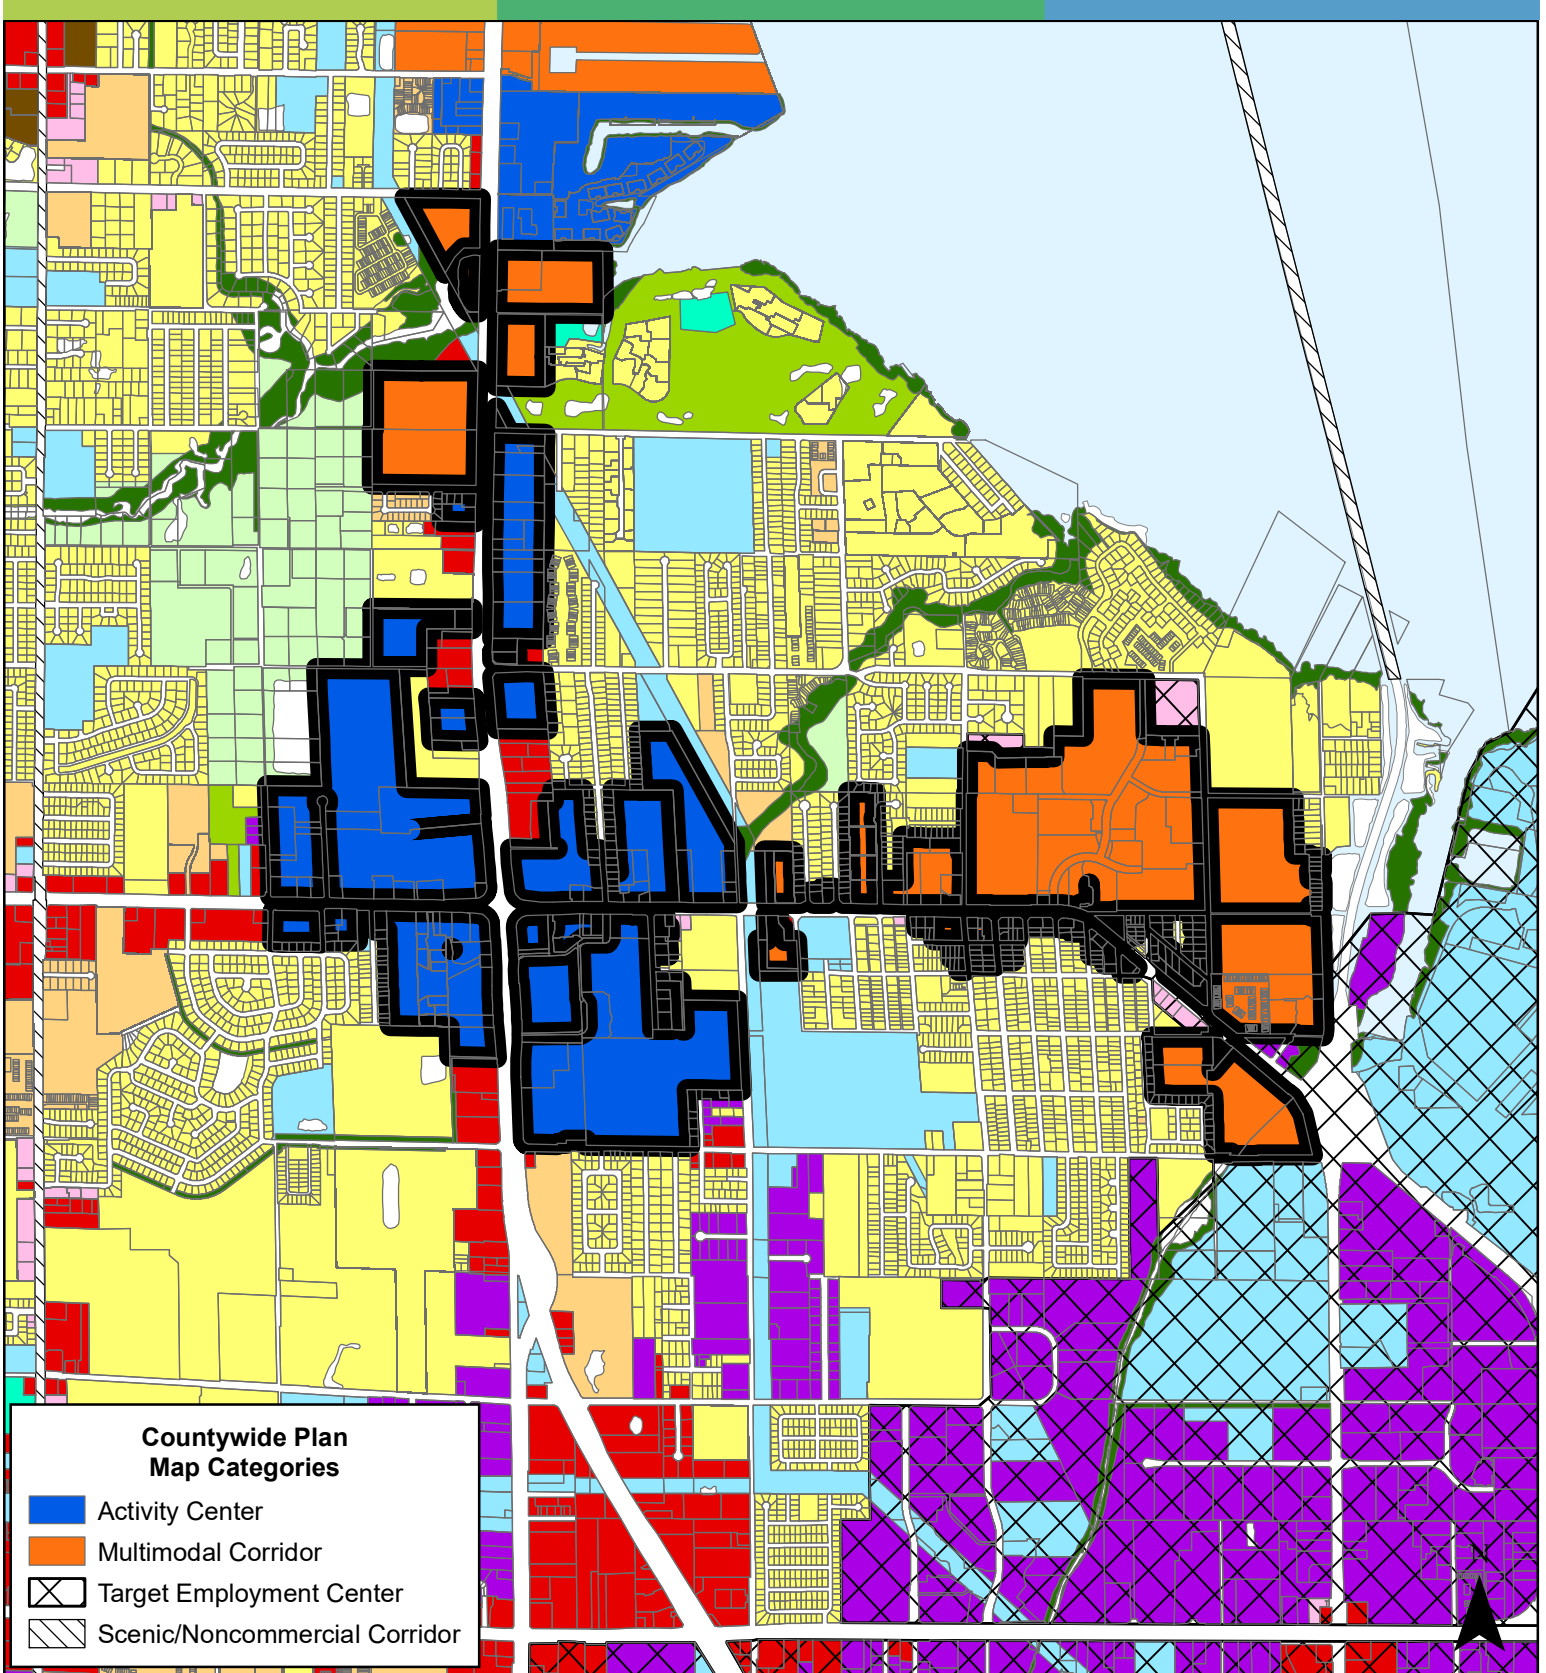 Countywide Plan
Map Categories
Activity Center
Multimodal Corridor
Target Employment Center
Scenic/Noncommercial Corridor
N